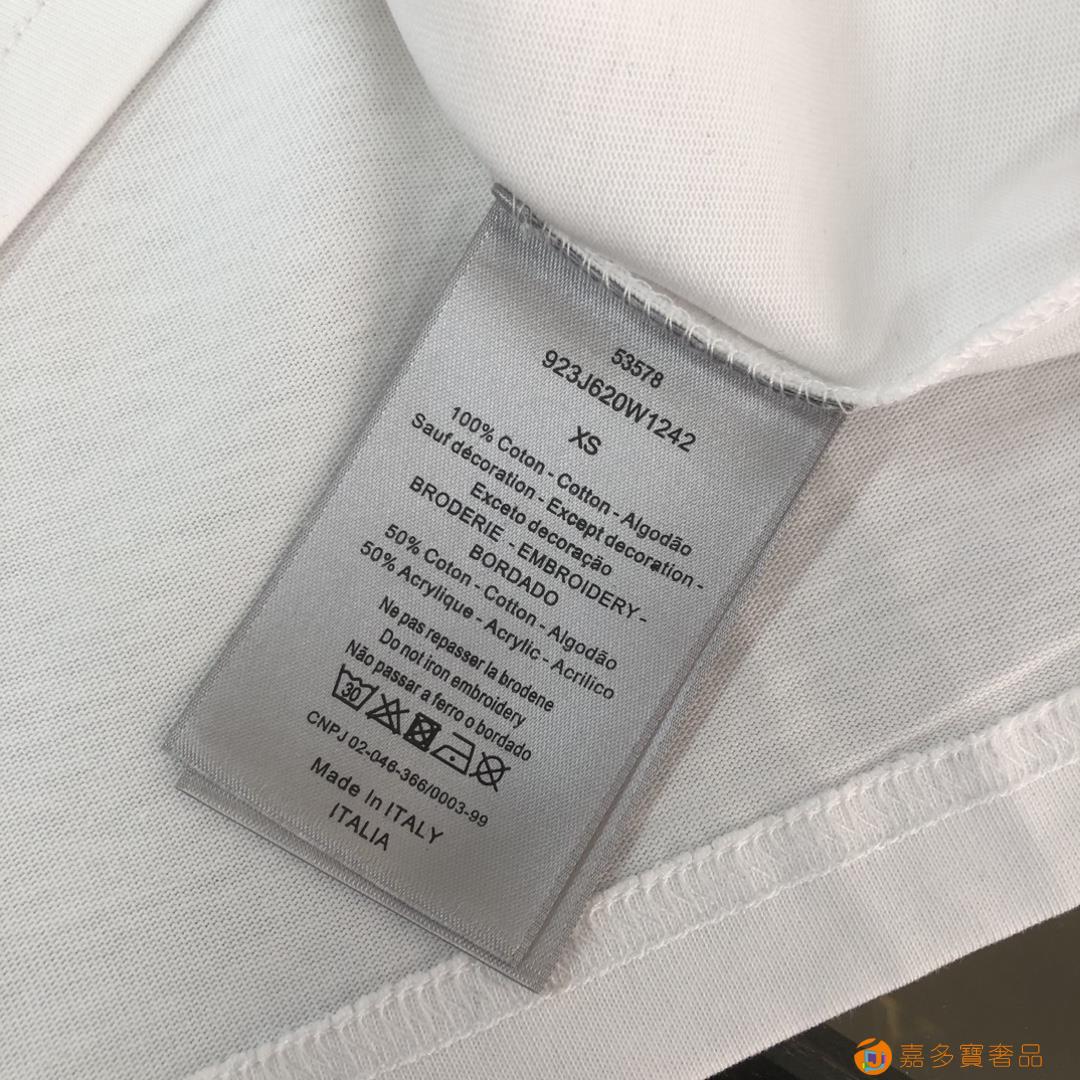 53578
923J620W1242
XS
100% Coton - Cotton - Algodão
Sauf décoration - Except decoration -
Exceto decoração
BRODERIE - EMBROIDERY -
BORDADO
50% Coton - Cotton - Algodão
50% Acrylique - Acrylic - Acrilico
Ne pas repasser la brodene
Do not iron embroidery
Não passar a ferro o bordado
30
CNPJ 02-046-366/0003-99
Made In ITALY
ITALIA
嘉多寶奢品